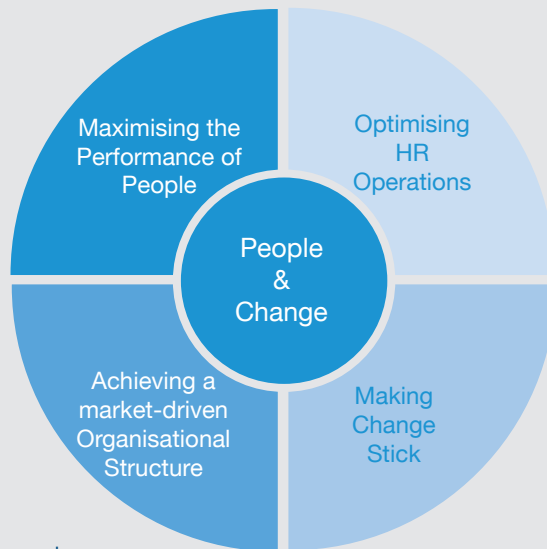 Maximising the
Performance of
People
Optimising
HR
Operations
People
&
Change
Achieving a
market-driven
Organisational
Structure
Making
Change
Stick